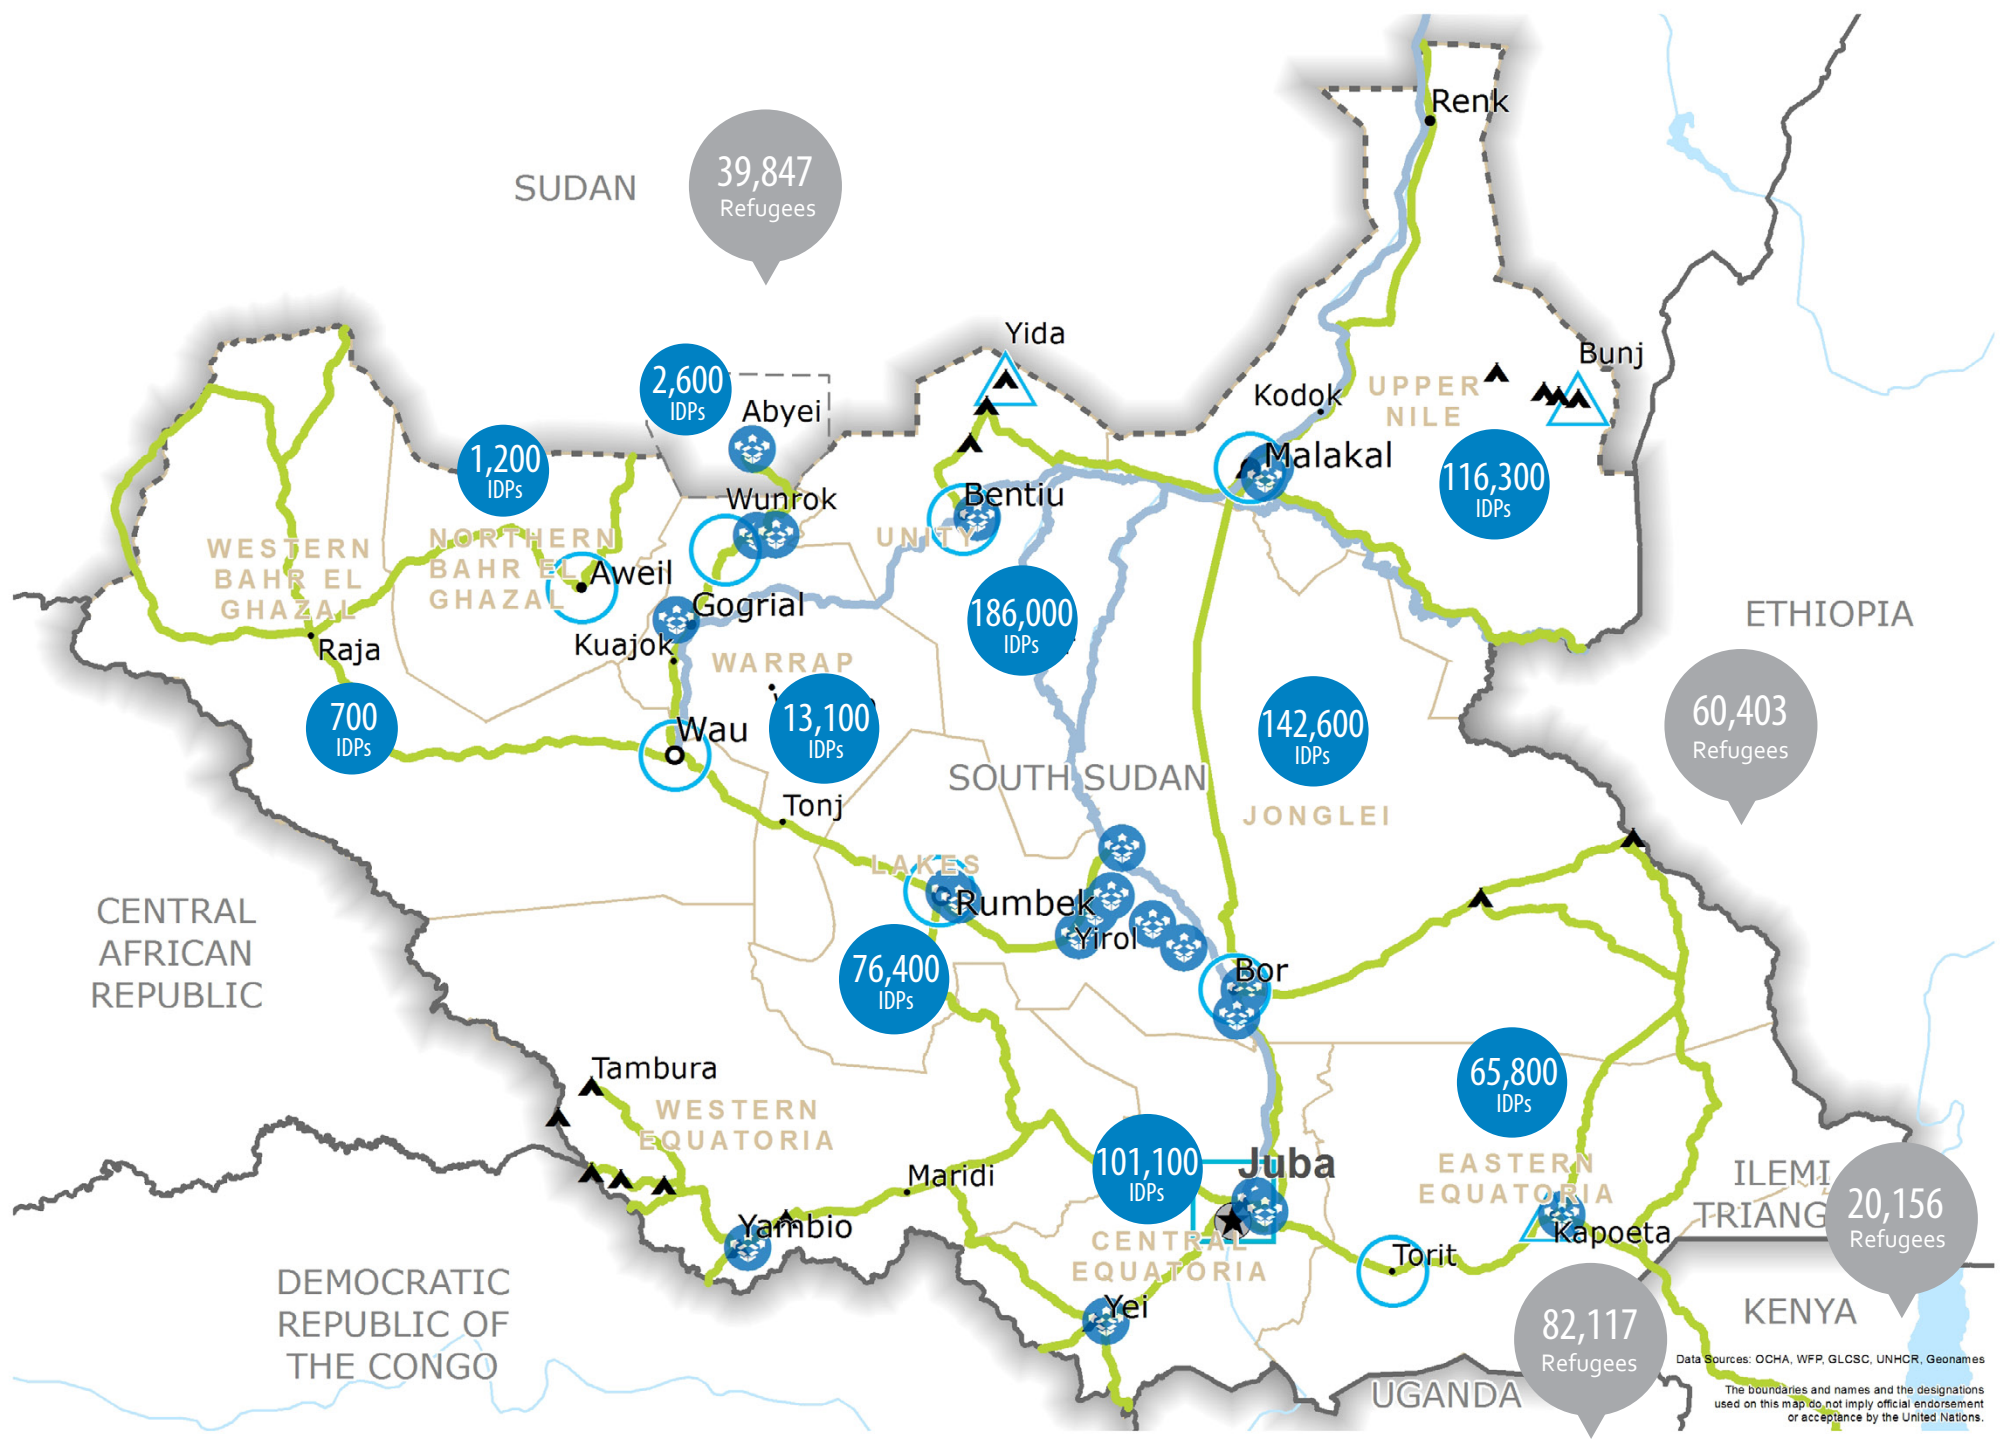 Renk
39,847
Refugees
SUDAN
Yida
Bunj
2,600
IDPs
Abyei
Kodok
UPPER
NILE
1,200
IDPs
Malakal
116,300
IDPs
Wunrok
Bentiu
UNITY
WESTERN
BAHR EL
GHAZAL
NORTHERN
BAHR EL
GHAZAL
Aweil
Gogrial
186,000
IDPs
ETHIOPIA
Raja
Kuajok
WARRAP
700
IDPs
Wau
13,100
IDPs
142,600
IDPs
60,403
Refugees
SOUTH SUDAN
Tonj
JONGLEI
LAKES
Rumbek
Yirol
CENTRAL
AFRICAN
REPUBLIC
76,400
IDPs
Bor
Tambura
65,800
IDPs
WESTERN
EQUATORIA
101,100
IDPs
Juba
EASTERN
EQUATORIA
Maridi
ILEMI
20,156
Refugees
Yambio
Kapoeta
CENTRAL
EQUATORIA
Torit
DEMOCRATIC
REPUBLIC OF
THE CONGO
Yei
KENYA
82,117
Refugees
UGANDA
Data Sources: OCHA, WFP, GLCSC, UNHCR, Geonames
The boundaries and names and the designations
used on this map do not imply official endorsement
or acceptance by the United Nations.